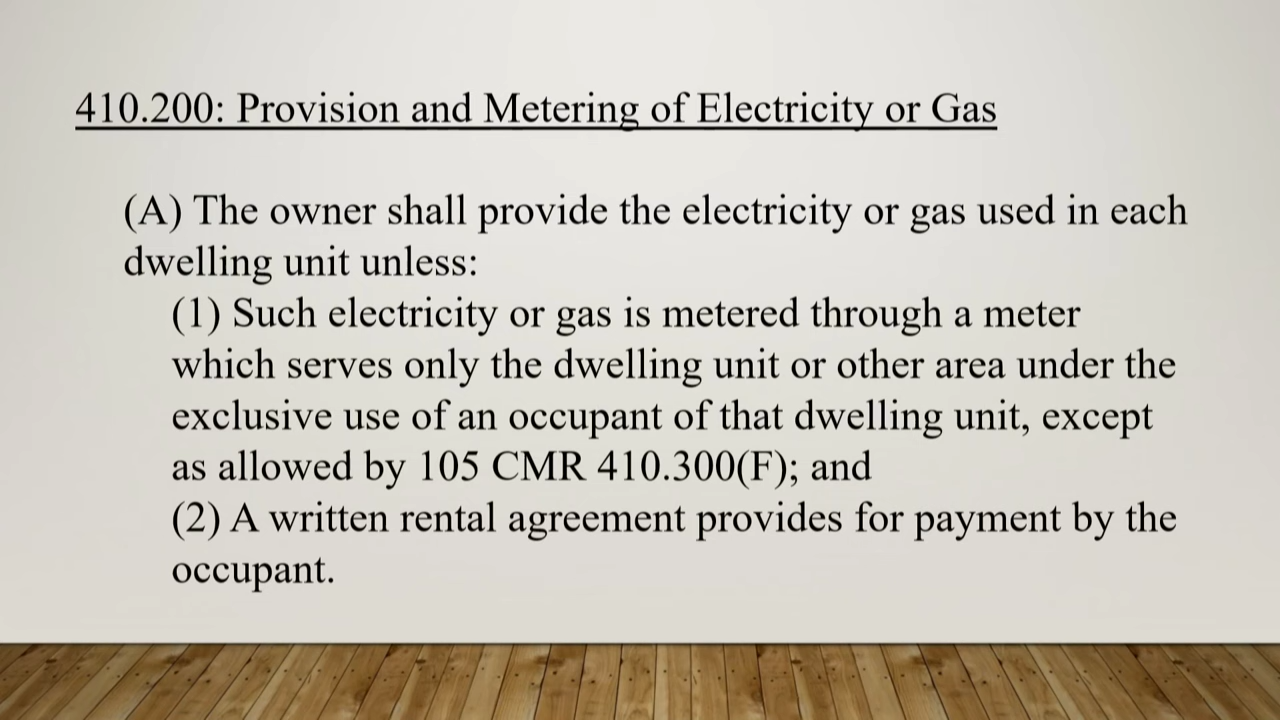 410.200: Provision and Metering of Electricity or Gas
(A) The owner shall provide the electricity or gas used in each
dwelling unit unless:
(1) Such electricity or gas is metered through a meter
which serves only the dwelling unit or other area under the
exclusive use of an occupant of that dwelling unit, except
as allowed by 105 CMR 410.300(F); and
(2) A written rental agreement provides for payment by the
occupant.